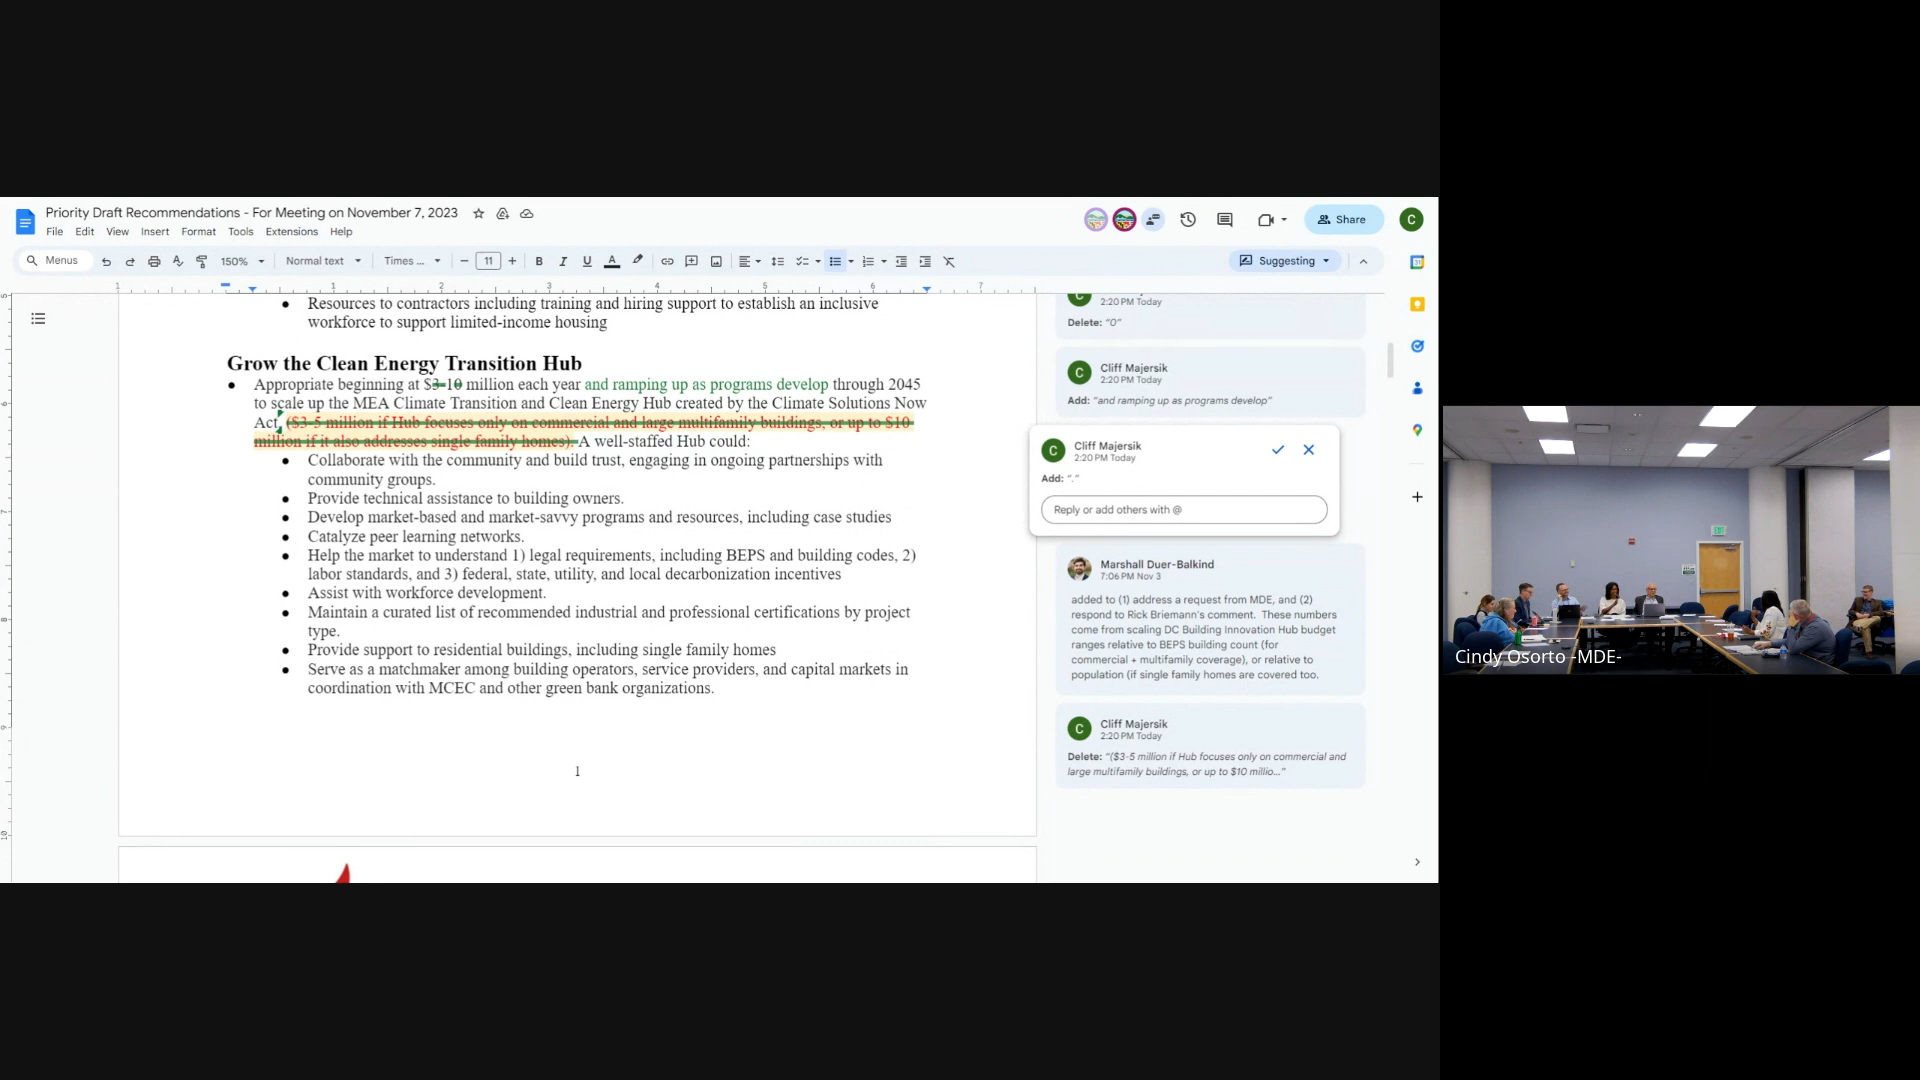 Priority Draft Recommendations - For Meeting on November 7, 2023
File Edit View Insert Format Tools Extensions Help
Share
C
Menus
150%
Normal text
Times ...
11
Suggesting
1 1 2 3 4 5 6 7
Resources to contractors including training and hiring support to establish an inclusive
workforce to support limited-income housing
Grow the Clean Energy Transition Hub
Appropriate beginning at $3-10 million each year and ramping up as programs develop through 2045
to scale up the MEA Climate Transition and Clean Energy Hub created by the Climate Solutions Now
Act. ($3-5 million if Hub focuses only on commercial and large multifamily buildings, or up to $10
million if it also addresses single family homes). A well-staffed Hub could:
Collaborate with the community and build trust, engaging in ongoing partnerships with
community groups.
Provide technical assistance to building owners.
Develop market-based and market-savvy programs and resources, including case studies
Catalyze peer learning networks.
Help the market to understand 1) legal requirements, including BEPS and building codes, 2)
labor standards, and 3) federal, state, utility, and local decarbonization incentives
Assist with workforce development.
Maintain a curated list of recommended industrial and professional certifications by project
type.
Provide support to residential buildings, including single family homes
Serve as a matchmaker among building operators, service providers, and capital markets in
coordination with MCEC and other green bank organizations.
1
2:20 PM Today
Delete: "0"
C
Cliff Majersik
2:20 PM Today
Add: "and ramping up as programs develop"
C
Cliff Majersik
2:20 PM Today
Add: "."
Reply or add others with @
Marshall Duer-Balkind
7:06 PM Nov 3
added to (1) address a request from MDE, and (2)
respond to Rick Briemann's comment. These numbers
come from scaling DC Building Innovation Hub budget
ranges relative to BEPS building count (for
commercial + multifamily coverage), or relative to
population (if single family homes are covered too.
C
Cliff Majersik
2:20 PM Today
Delete: "($3-5 million if Hub focuses only on commercial and
large multifamily buildings, or up to $10 millio..."
Cindy Osorto -MDE-